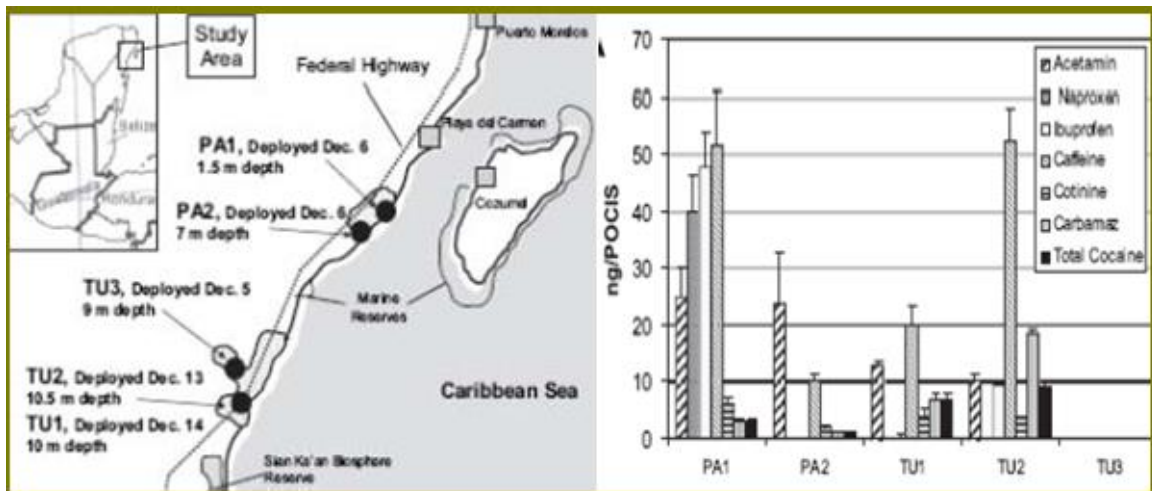 Study
Area
Puerto Morelos
Federal Highway
Playa del Carmen
PA1, Deployed Dec. 6
1.5 m depth
Cozumel
PA2, Deployed Dec. 6
7 m depth
TU3, Deployed Dec. 5
9 m depth
Marine
Reserves
TU2, Deployed Dec. 13
10.5 m depth
TU1, Deployed Dec. 14
10 m depth
Caribbean Sea
Sian Ka'an Biosphere
Reserve
ng/POCIS
70
60
50
40
30
20
10
0
Acetamin
Naproxen
Ibuprofen
Caffeine
Cotinine
Carbamaz
Total Cocaine
PA1
PA2
TU1
TU2
TU3